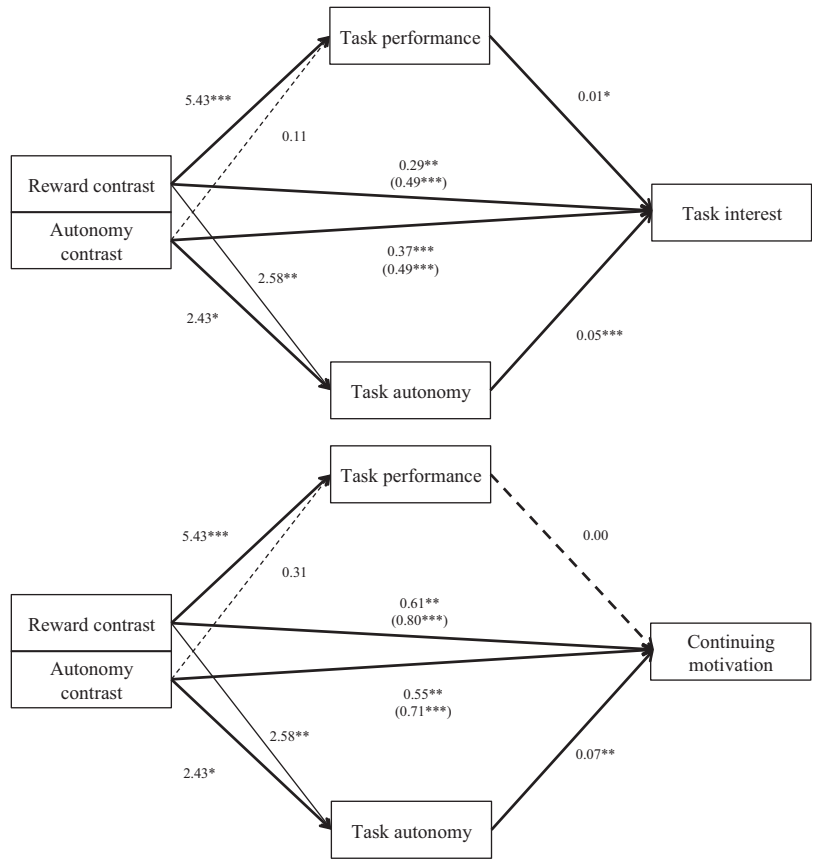 Task performance
5.43***
0.01*
0.11
0.29**
(0.49***)
Reward contrast
Task interest
Autonomy
contrast
0.37***
(0.49***)
2.58**
2.43*
0.05***
Task autonomy
Task performance
5.43***
0.00
0.31
0.61**
(0.80***)
Reward contrast
Continuing
motivation
Autonomy
contrast
0.55**
(0.71***)
2.58**
2.43*
0.07**
Task autonomy